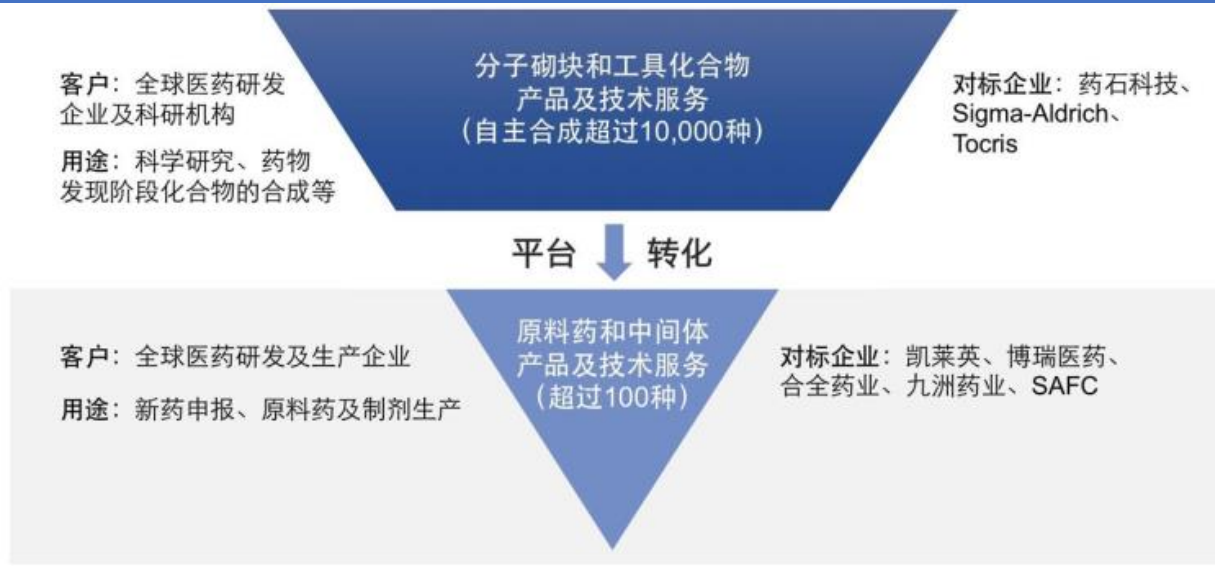 分子砌块和工具化合物
产品及技术服务
（自主合成超过10,000种）
客户：全球医药研发
企业及科研机构
用途：科学研究、药物
发现阶段化合物的合成等
对标企业：药石科技、
Sigma-Aldrich、
Tocris
平台 转化
原料药和中间体
产品及技术服务
（超过100种）
客户：全球医药研发及生产企业
用途：新药申报、原料药及制剂生产
对标企业：凯莱英、博瑞医药、
合全药业、九洲药业、SAFC